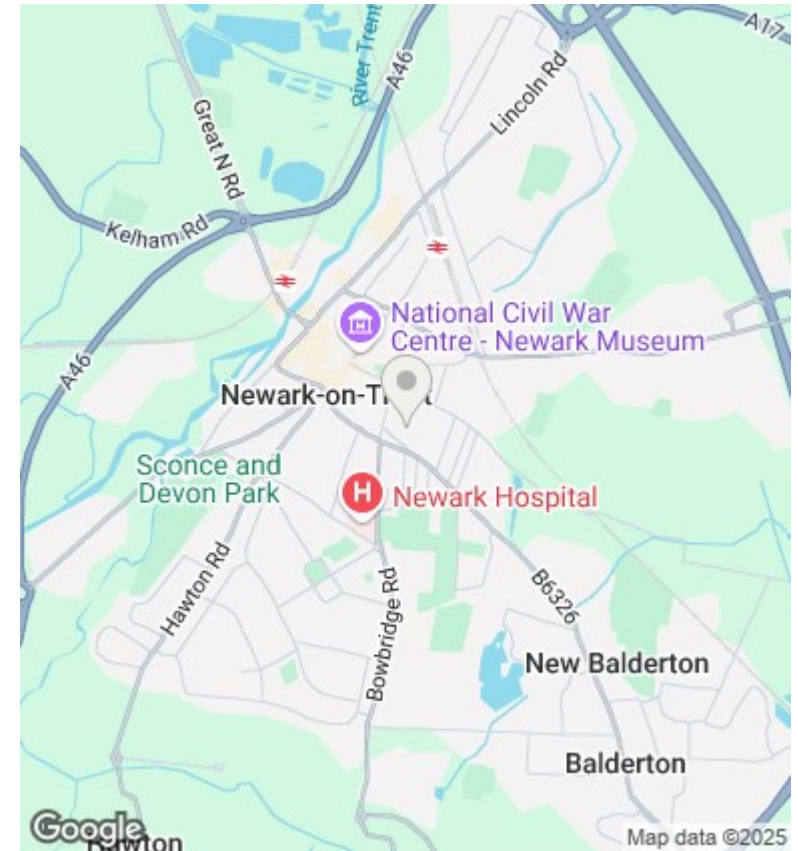 A17
River Trent
A46
Lincoln Rd
Great N Rd
Kelham Rd
National Civil War
Centre - Newark Museum
A46
Newark-on-Trent
Sconce and
Devon Park
H
Newark Hospital
Hawton Rd
B6326
Bowbridge Rd
New Balderton
Balderton
Google
Hawton
Map data ©2025